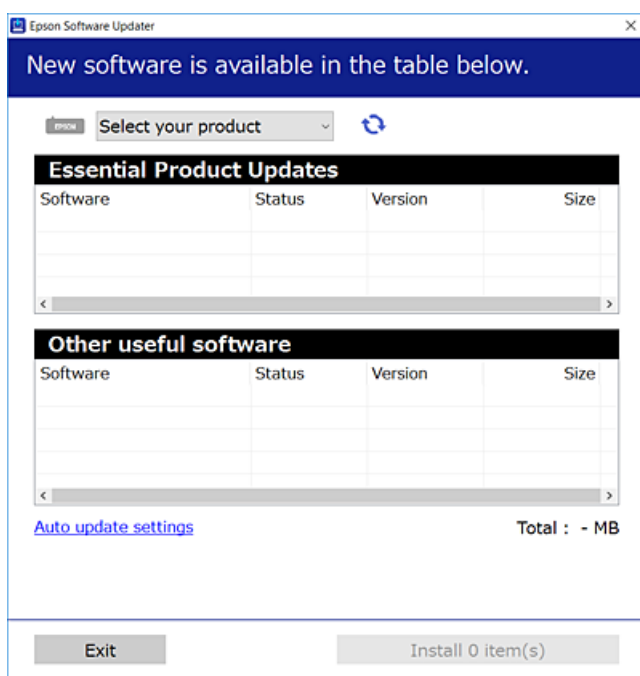 Epson Software Updater
New software is available in the table below.
EPSON Select your product
Essential Product Updates
Software Status Version Size
Other useful software
Software Status Version Size
Auto update settings Total : - MB
Exit Install 0 item(s)